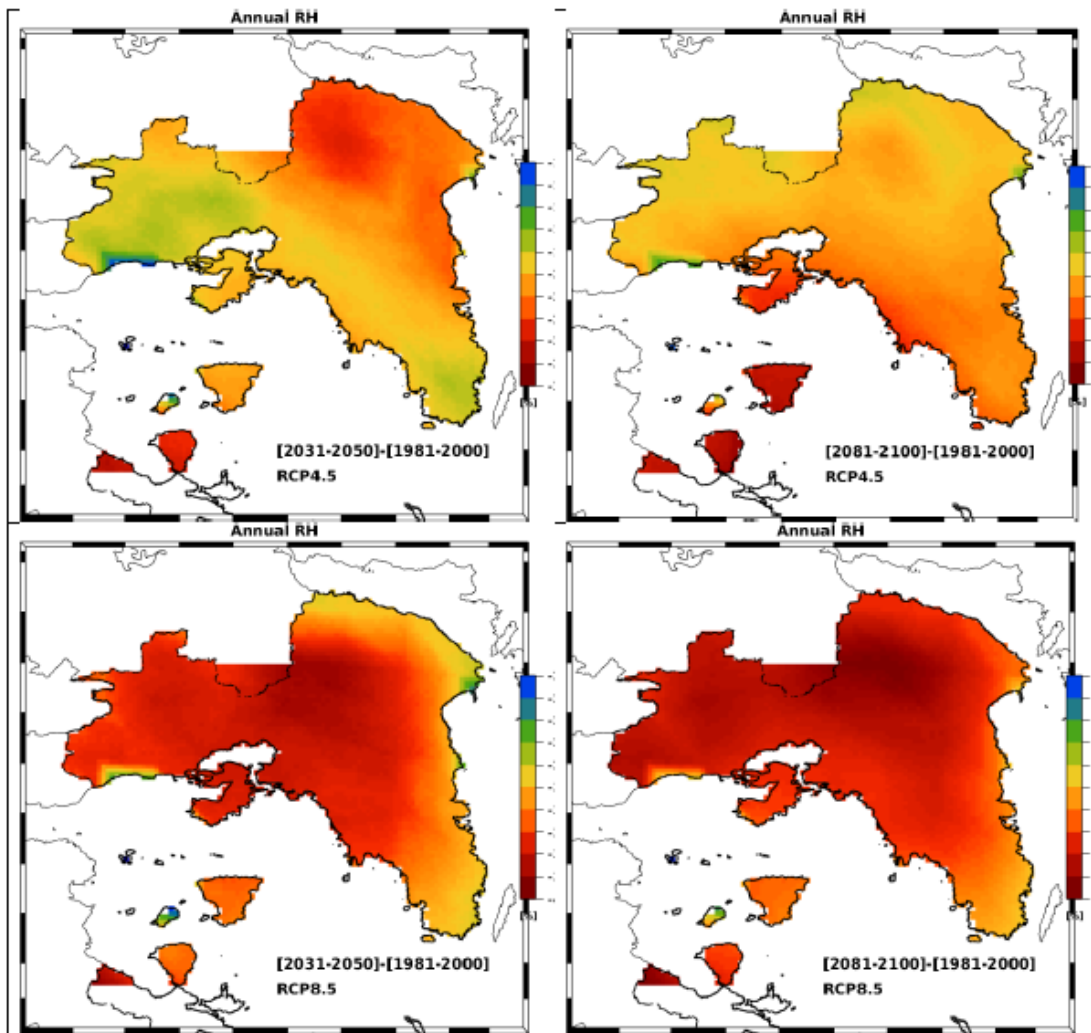 Annual RH
Annual RH
[%]
[%]
[2031-2050]-[1981-2000]
RCP4.5
[2081-2100]-[1981-2000]
RCP4.5
Annual RH
Annual RH
[%]
[%]
[2031-2050]-[1981-2000]
RCP8.5
[2081-2100]-[1981-2000]
RCP8.5